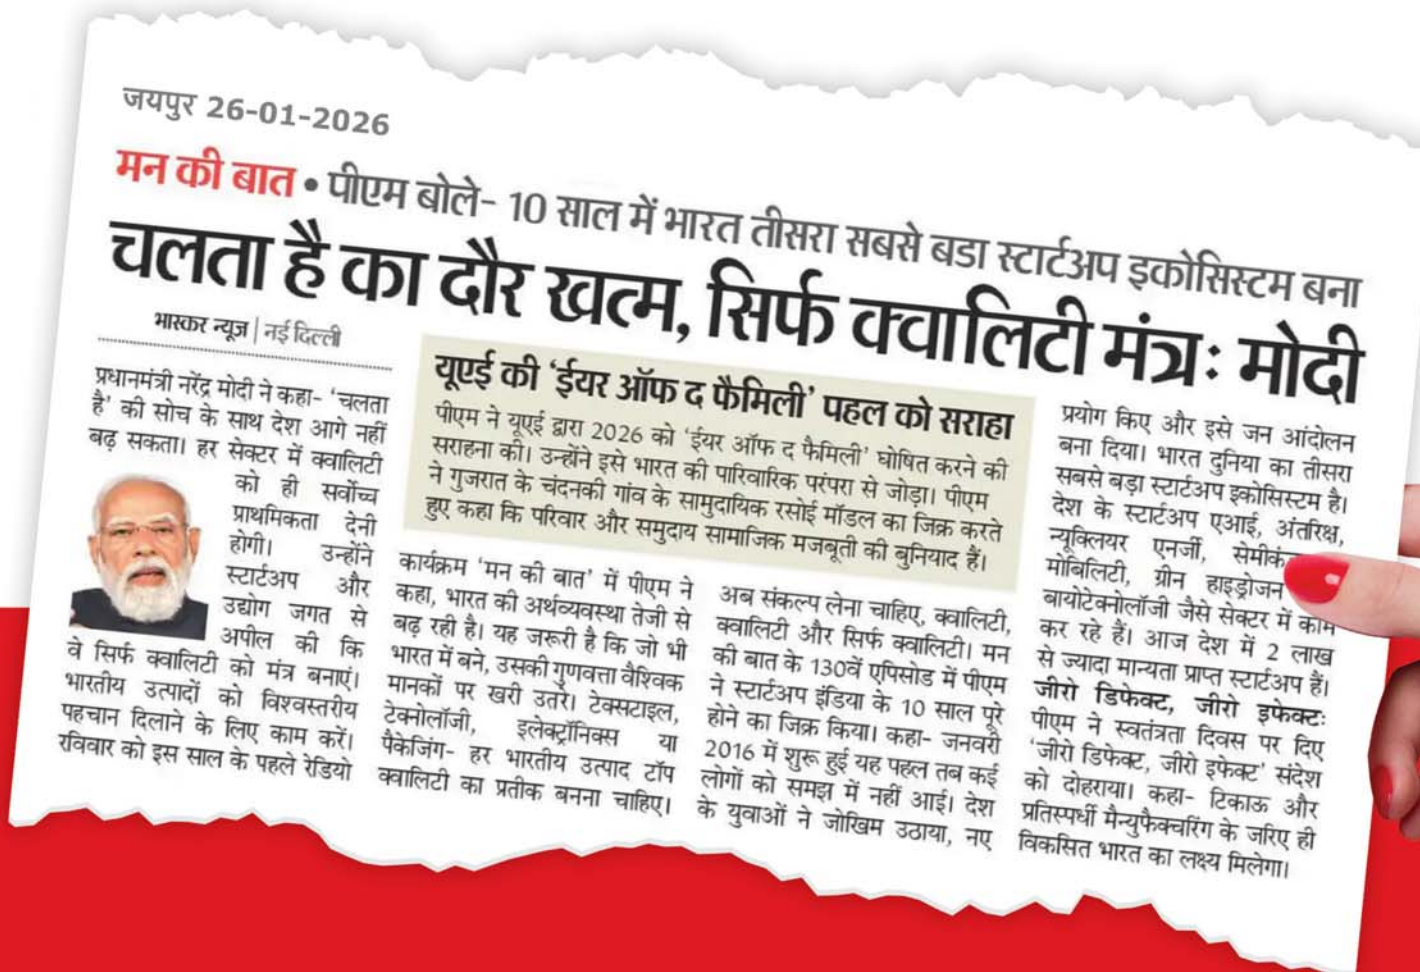 जयपुर 26-01-2026
मन की बात • पीएम बोले- 10 साल में भारत तीसरा सबसे बडा स्टार्टअप इकोसिस्टम बना
चलता है का दौर खत्म, सिर्फ क्वालिटी मंत्र: मोदी
भास्कर न्यूज | नई दिल्ली
प्रधानमंत्री नरेंद्र मोदी ने कहा- ‘चलता
है’ की सोच के साथ देश आगे नहीं
बढ़ सकता। हर सेक्टर में क्वालिटी
को ही सर्वोच्च
प्राथमिकता देनी
होगी। उन्होंने
स्टार्टअप और
उद्योग जगत से
अपील की कि
वे सिर्फ क्वालिटी को मंत्र बनाएं।
भारतीय उत्पादों को विश्वस्तरीय
पहचान दिलाने के लिए काम करें।
रविवार को इस साल के पहले रेडियो
यूएई की ‘ईयर ऑफ द फैमिली’ पहल को सराहा
पीएम ने यूएई द्वारा 2026 को ‘ईयर ऑफ द फैमिली’ घोषित करने की
सराहना की। उन्होंने इसे भारत की पारिवारिक परंपरा से जोड़ा। पीएम
ने गुजरात के चंदनकी गांव के सामुदायिक रसोई मॉडल का जिक्र करते
हुए कहा कि परिवार और समुदाय सामाजिक मजबूती की बुनियाद हैं।
कार्यक्रम ‘मन की बात’ में पीएम ने
कहा, भारत की अर्थव्यवस्था तेजी से
बढ़ रही है। यह जरूरी है कि जो भी
भारत में बने, उसकी गुणवत्ता वैश्विक
मानकों पर खरी उतरे। टेक्सटाइल,
टेक्नोलॉजी, इलेक्ट्रॉनिक्स या
पैकेजिंग- हर भारतीय उत्पाद टॉप
क्वालिटी का प्रतीक बनना चाहिए।
अब संकल्प लेना चाहिए, क्वालिटी,
क्वालिटी और सिर्फ क्वालिटी। मन
की बात के 130वें एपिसोड में पीएम
ने स्टार्टअप इंडिया के 10 साल पूरे
होने का जिक्र किया। कहा- जनवरी
2016 में शुरू हुई यह पहल तब कई
लोगों को समझ में नहीं आई। देश
के युवाओं ने जोखिम उठाया, नए
प्रयोग किए और इसे जन आंदोलन
बना दिया। भारत दुनिया का तीसरा
सबसे बड़ा स्टार्टअप इकोसिस्टम है।
देश के स्टार्टअप एआई, अंतरिक्ष,
न्यूक्लियर एनर्जी,
मोबिलिटी, ग्रीन हाइड्रोजन
बायोटेक्नोलॉजी जैसे सेक्टर में काम
कर रहे हैं। आज देश में 2 लाख
से ज्यादा मान्यता प्राप्त स्टार्टअप हैं।
जीरो डिफेक्ट, जीरो इफेक्ट:
पीएम ने स्वतंत्रता दिवस पर दिए
‘जीरो डिफेक्ट, जीरो इफेक्ट’ संदेश
को दोहराया। कहा- टिकाऊ और
प्रतिस्पर्धी मैन्युफैक्चरिंग के जरिए ही
विकसित भारत का लक्ष्य मिलेगा।